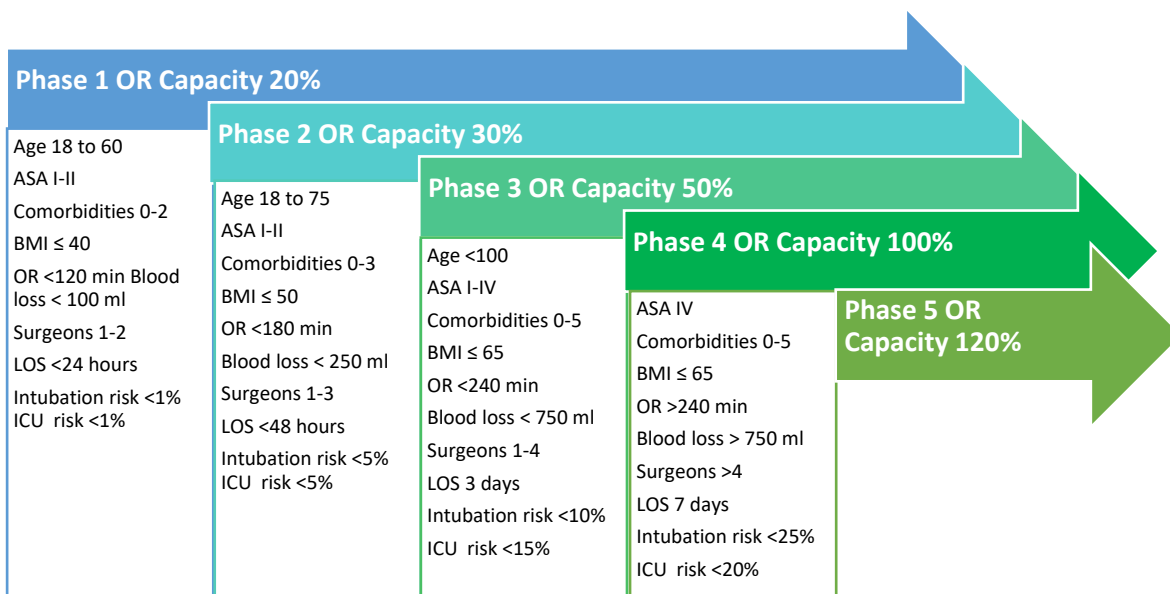 Phase 1 OR Capacity 20%
Age 18 to 60
ASA I-II
Comorbidities 0-2
BMI ≤ 40
OR <120 min Blood
loss < 100 ml
Surgeons 1-2
LOS <24 hours
Intubation risk <1%
ICU  risk <1%
Phase 2 OR Capacity 30%
Age 18 to 75
ASA I-II
Comorbidities 0-3
BMI ≤ 50
OR <180 min
Blood loss < 250 ml
Surgeons 1-3
LOS <48 hours
Intubation risk <5%
ICU  risk <5%
Phase 3 OR Capacity 50%
Age <100
ASA I-IV
Comorbidities 0-5
BMI ≤ 65
OR <240 min
Blood loss < 750 ml
Surgeons 1-4
LOS 3 days
Intubation risk <10%
ICU  risk <15%
Phase 4 OR Capacity 100%
ASA IV
Comorbidities 0-5
BMI ≤ 65
OR >240 min
Blood loss > 750 ml
Surgeons >4
LOS 7 days
Intubation risk <25%
ICU  risk <20%
Phase 5 OR
Capacity 120%